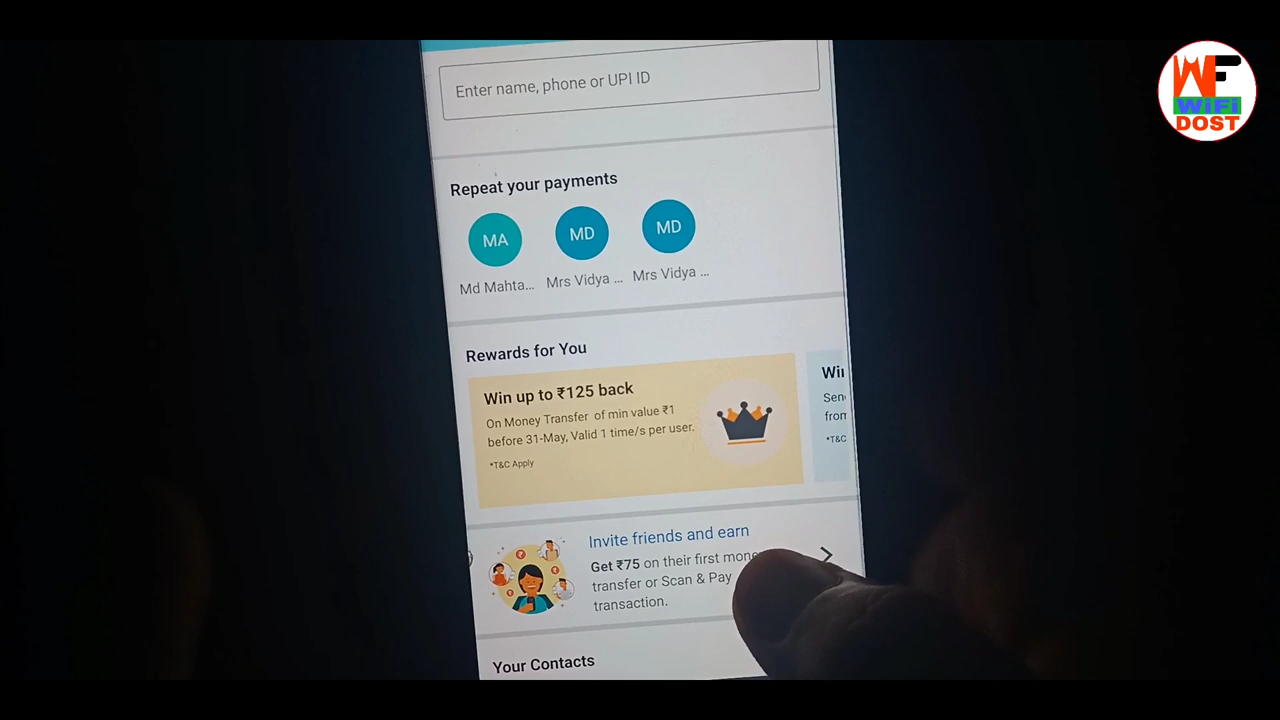 WF
WiFi
DOST
Enter name, phone or UPI ID
Repeat your payments
MA
MD
MD
Md Mahta...
Mrs Vidya ...
Mrs Vidya ...
Rewards for You
Win up to ₹125 back
On Money Transfer of min value ₹1
before 31-May, Valid 1 time/s per user.
*T&C Apply
Sen
from
*T&C
Invite friends and earn
Get ₹75 on their first
transfer or Scan & Pay
transaction.
Your Contacts